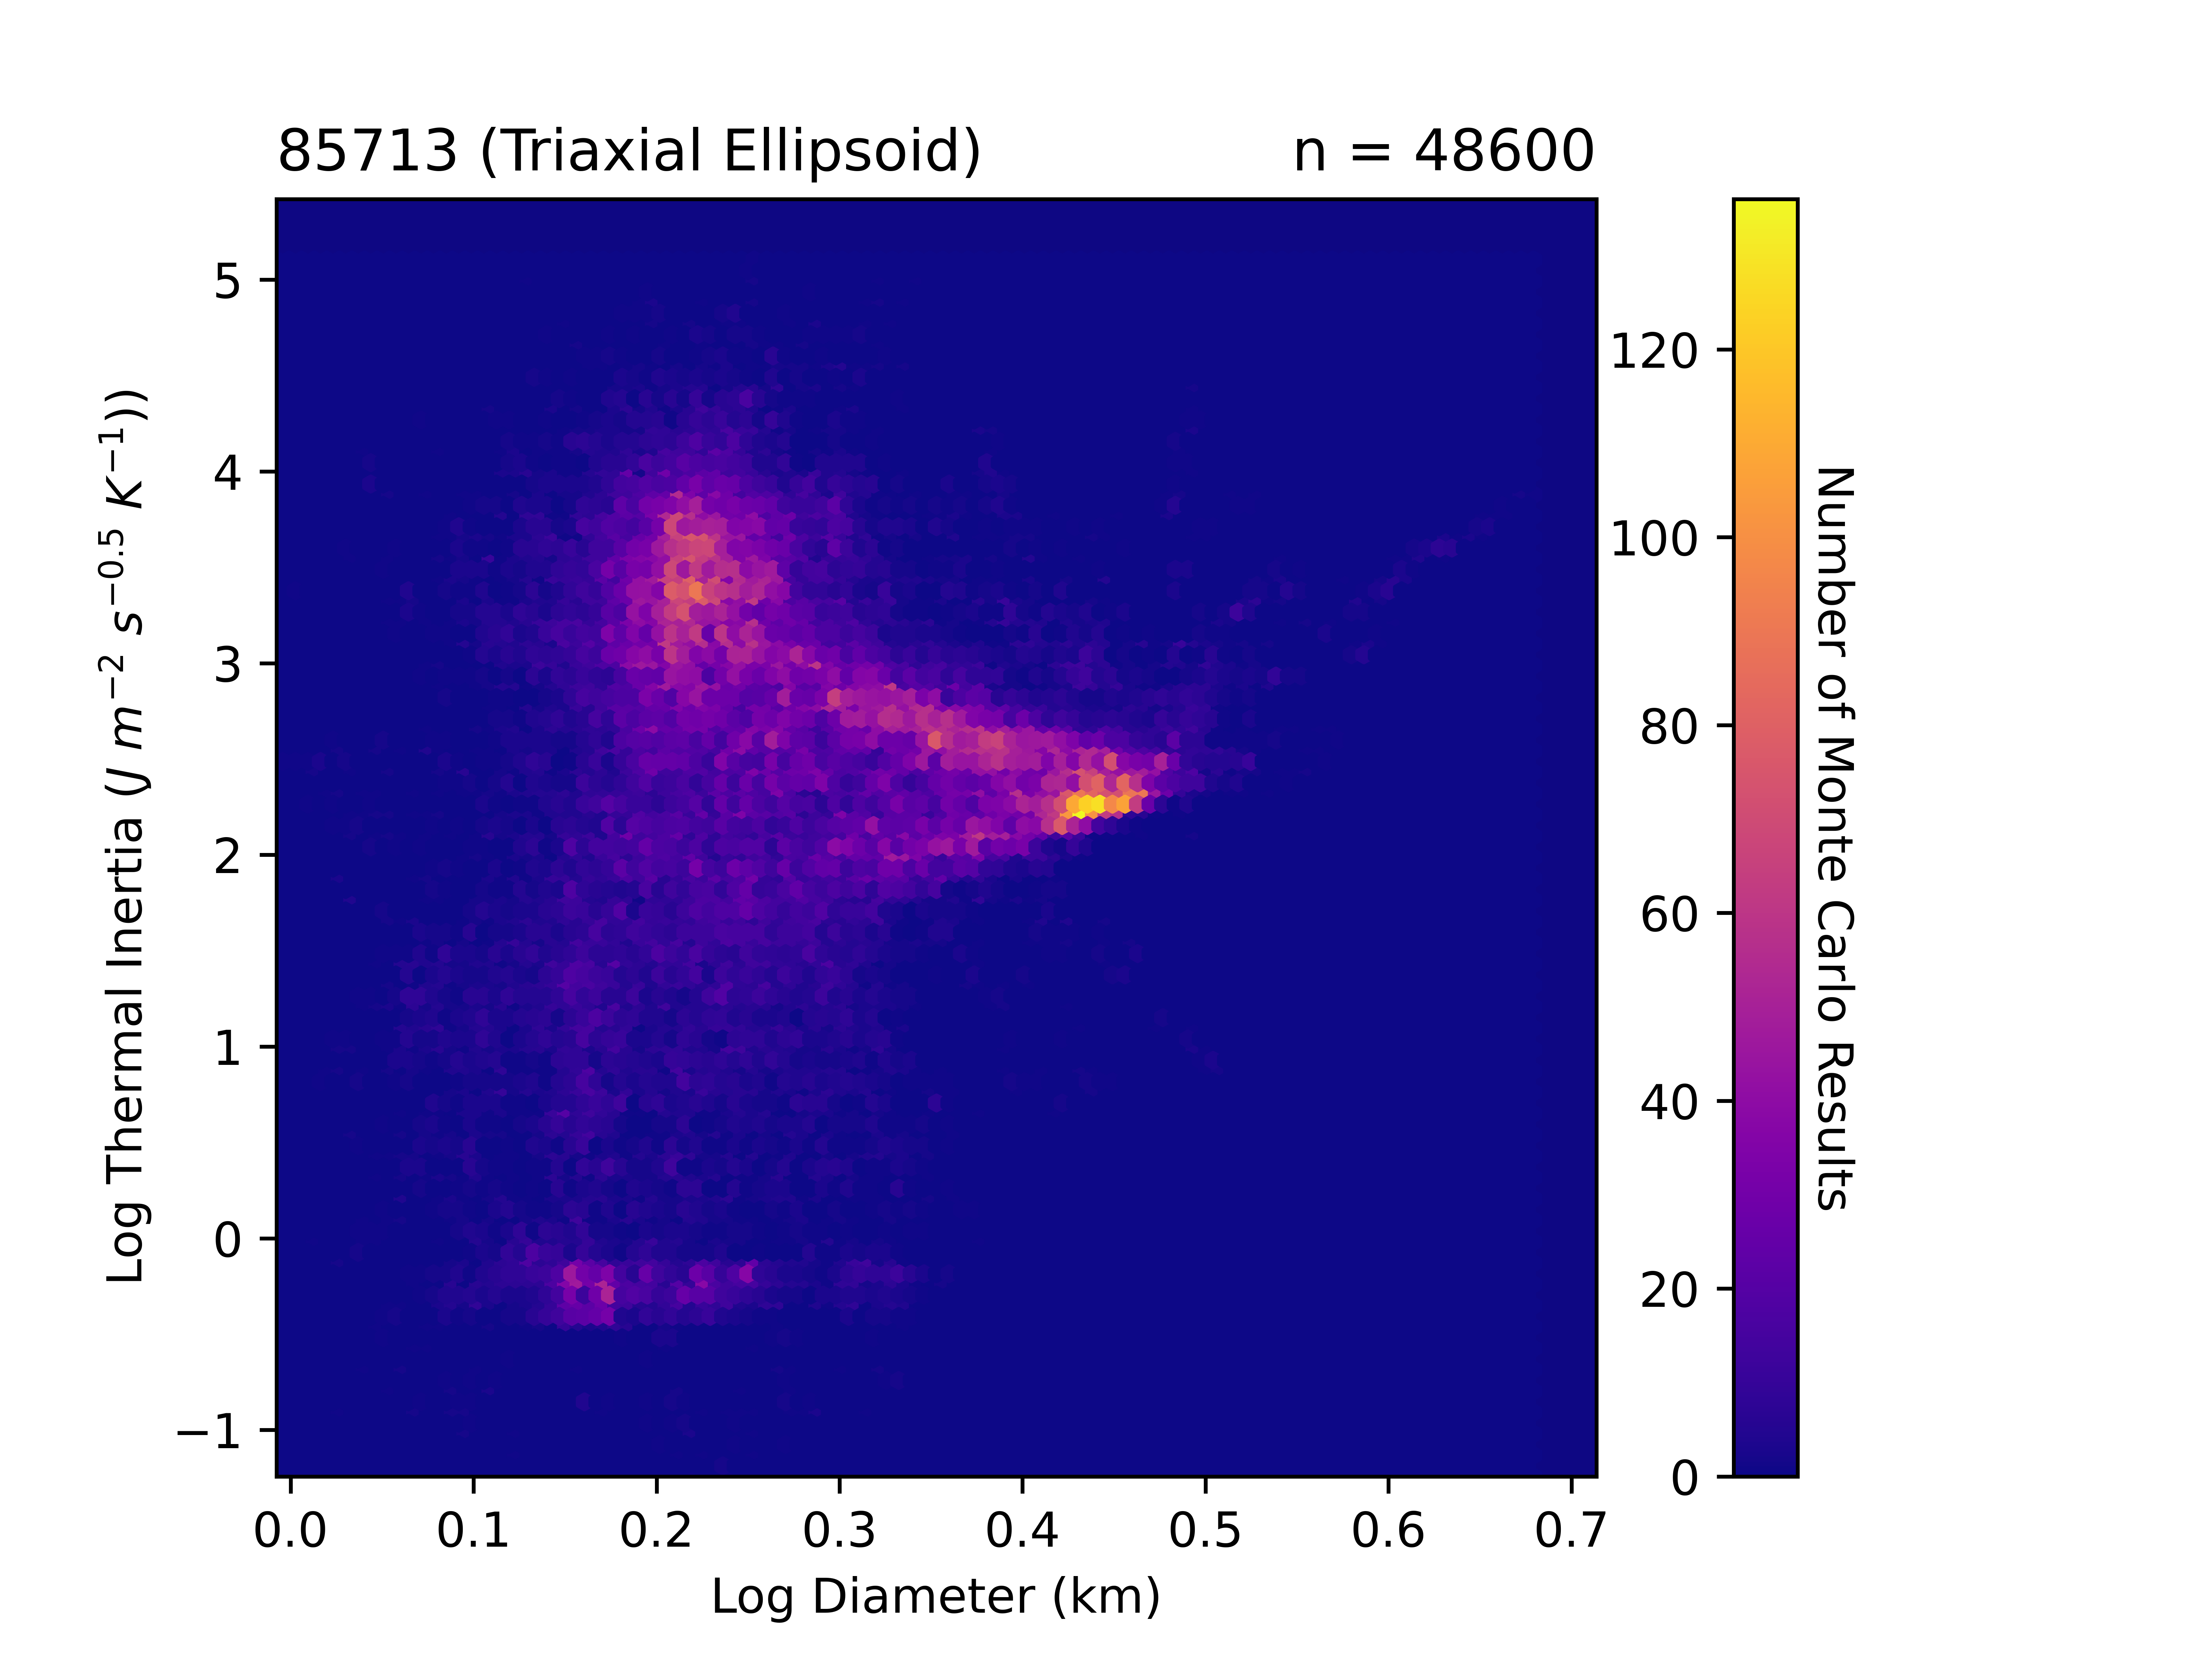 85713 (Triaxial Ellipsoid) n = 48600
Log Thermal Inertia (J m⁻² s⁻⁰·⁵ K⁻¹))
5
4
3
2
1
0
−1
0.0 0.1 0.2 0.3 0.4 0.5 0.6 0.7
Log Diameter (km)
120
100
80
60
40
20
0
Number of Monte Carlo Results